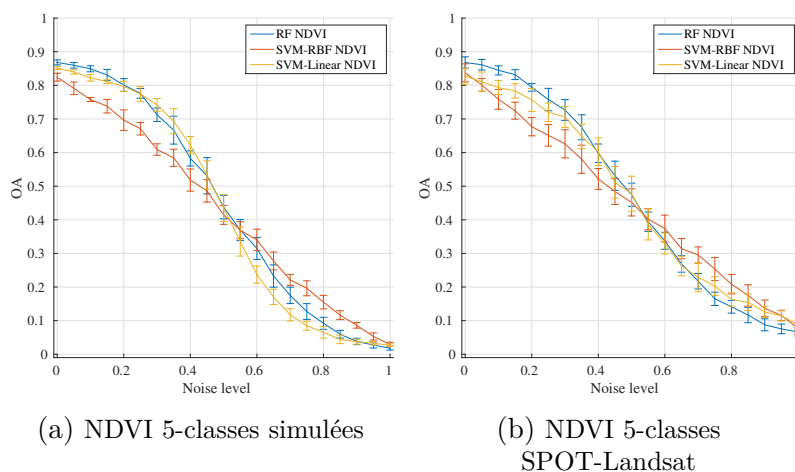 1
0.9
0.8
0.7
0.6
0.5
0.4
0.3
0.2
0.1
0
OA
0
0.2
0.4
0.6
0.8
1
Noise level
RF NDVI
SVM-RBF NDVI
SVM-Linear NDVI
(a) NDVI 5-classes simulées
1
0.9
0.8
0.7
0.6
0.5
0.4
0.3
0.2
0.1
0
OA
0
0.2
0.4
0.6
0.8
Noise level
RF NDVI
SVM-RBF NDVI
SVM-Linear NDVI
(b) NDVI 5-classes
SPOT-Landsat